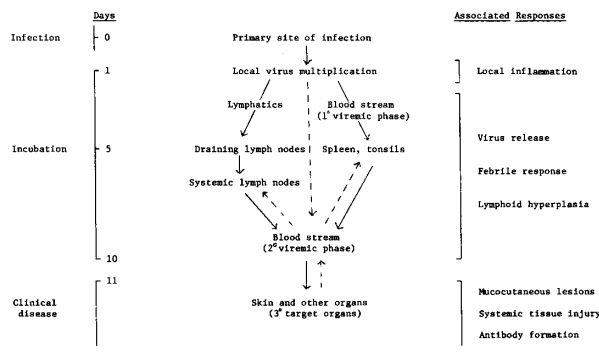 Days
Associated Responses
Infection
0
Primary site of infection
1
Local virus multiplication
Local inflammation
Lymphatics
Blood stream
(1° viremic phase)
Virus release
Incubation
5
Draining lymph nodes
Spleen, tonsils
Febrile response
Systemic lymph nodes
Lymphoid hyperplasia
Blood stream
(2° viremic phase)
10
11
Mucocutaneous lesions
Clinical
disease
Skin and other organs
(3° target organs)
Systemic tissue injury
Antibody formation